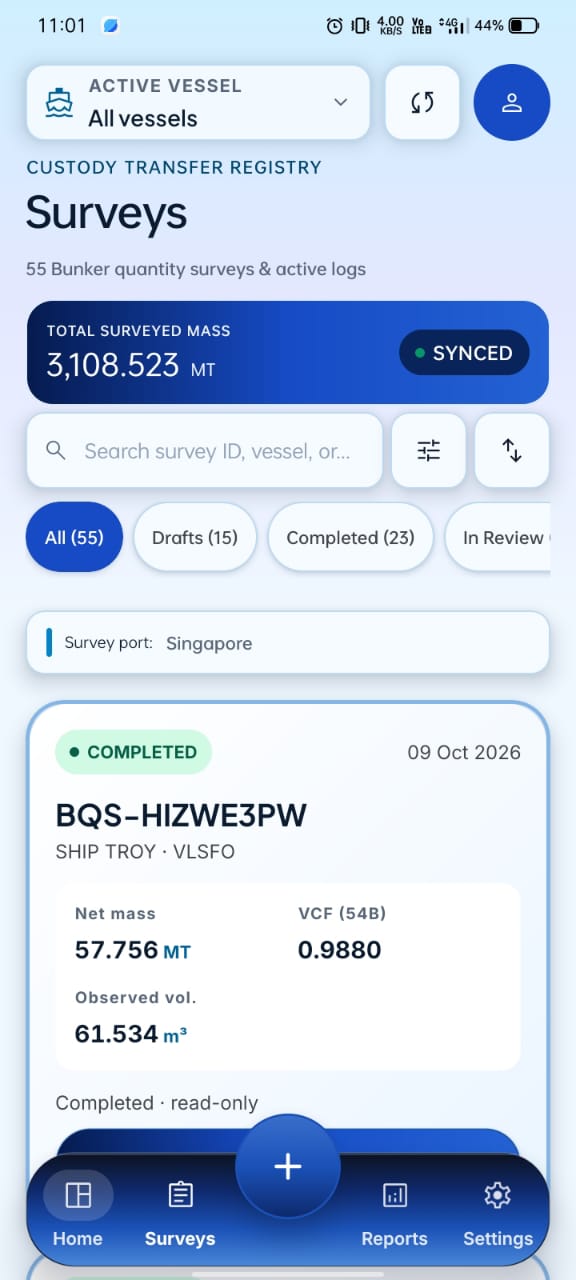 11:01 4.00 KB/S Vo LTE 4G 44%
ACTIVE VESSEL
All vessels
CUSTODY TRANSFER REGISTRY
Surveys
55 Bunker quantity surveys & active logs
TOTAL SURVEYED MASS
3,108.523 MT
SYNCED
Search survey ID, vessel, or...
All (55) Drafts (15) Completed (23) In Review
Survey port: Singapore
COMPLETED 09 Oct 2026
BQS-HIZWE3PW
SHIP TROY · VLSFO
Net mass VCF (54B)
57.756 MT 0.9880
Observed vol.
61.534 m³
Completed · read-only
+
Home Surveys Reports Settings